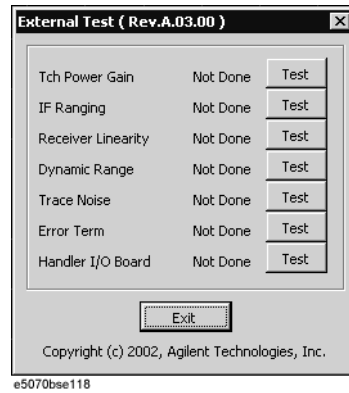 External Test ( Rev.A.03.00 )
Tch Power Gain Not Done Test
IF Ranging Not Done Test
Receiver Linearity Not Done Test
Dynamic Range Not Done Test
Trace Noise Not Done Test
Error Term Not Done Test
Handler I/O Board Not Done Test
Exit
Copyright (c) 2002, Agilent Technologies, Inc.
e5070bse118